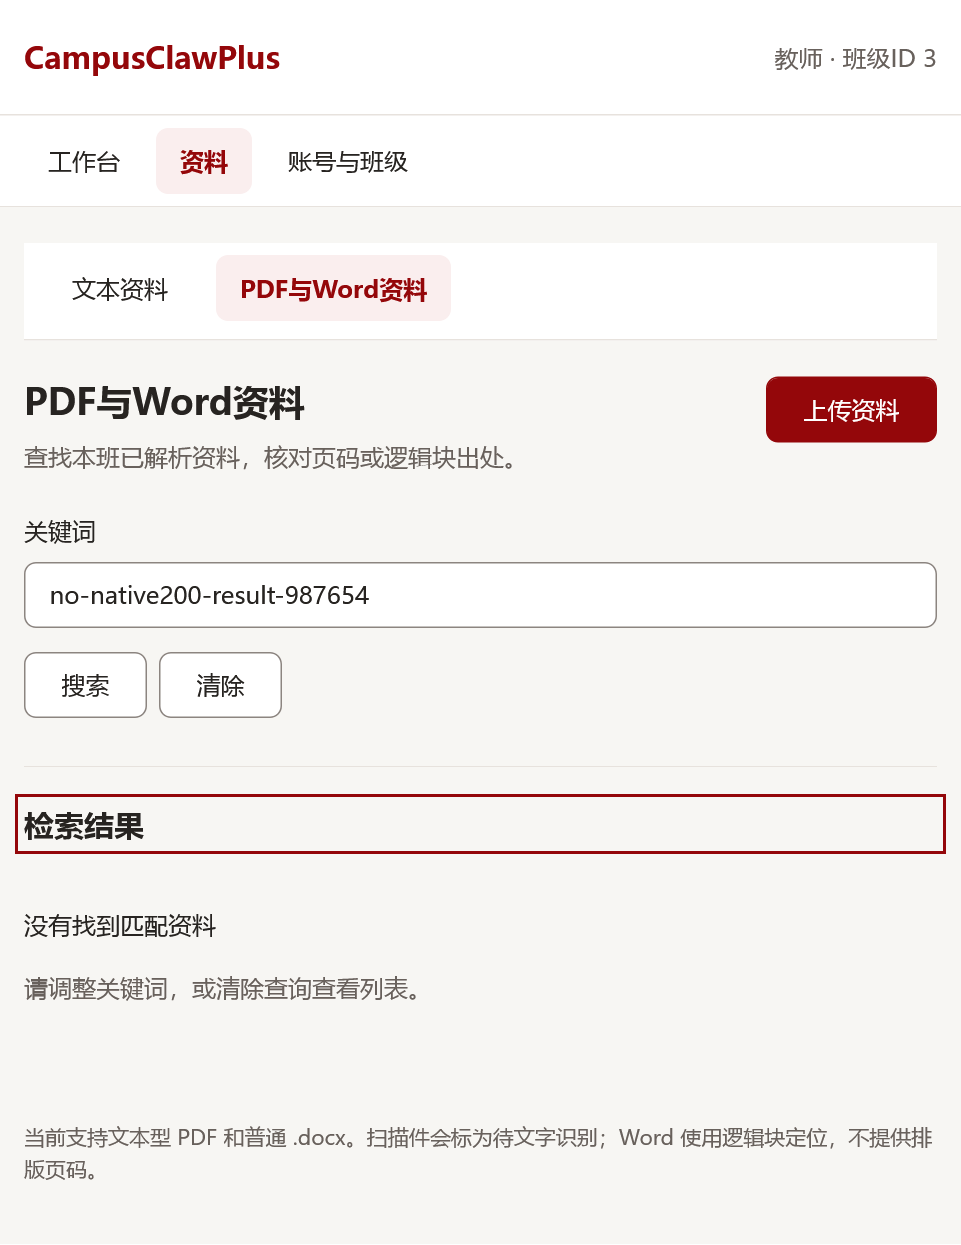 CampusClawPlus
教师 · 班级ID 3
工作台 资料 账号与班级
文本资料 PDF与Word资料
PDF与Word资料
上传资料
查找本班已解析资料，核对页码或逻辑块出处。
关键词
no-native200-result-987654
搜索 清除
检索结果
没有找到匹配资料
请调整关键词，或清除查询查看列表。
当前支持文本型 PDF 和普通 .docx。扫描件会标为待文字识别；Word 使用逻辑块定位，不提供排
版页码。